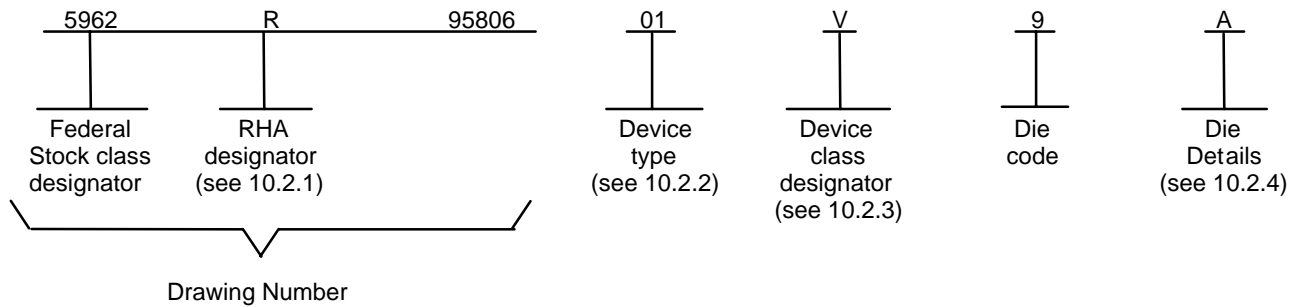 5962 R 95806 01 V 9 A
Federal Stock class designator
RHA designator (see 10.2.1)
Device type (see 10.2.2)
Device class designator (see 10.2.3)
Die code
Die Details (see 10.2.4)
Drawing Number